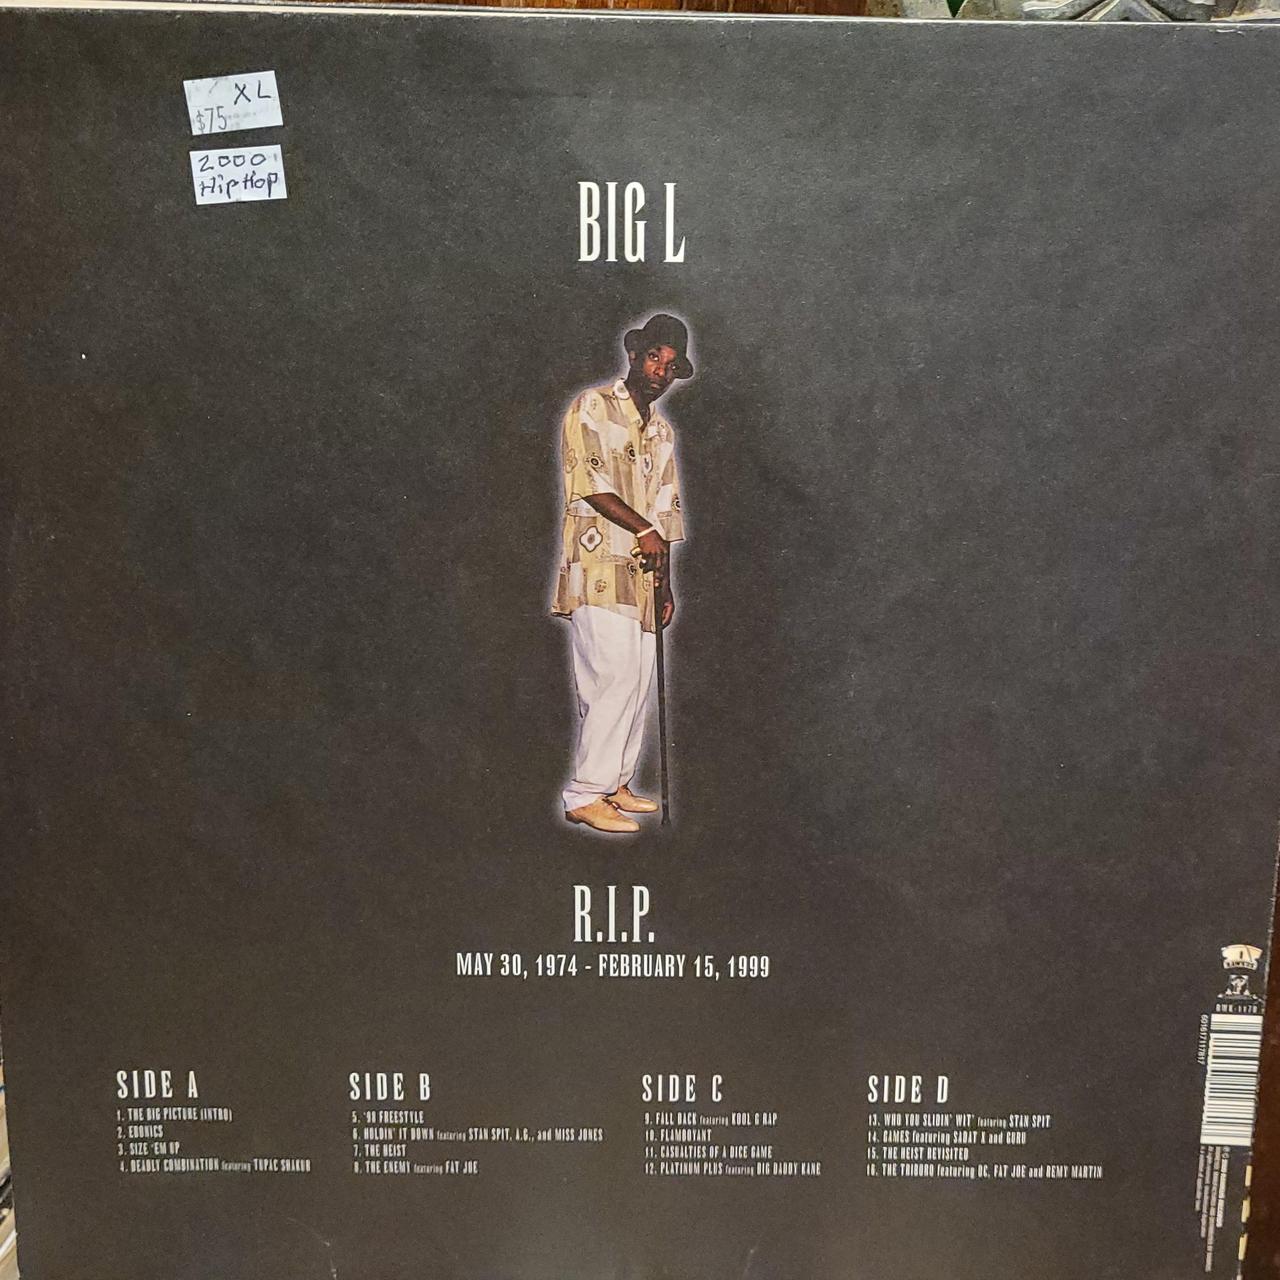 XL
$75
2000
HipHop
BIG L
R.I.P.
MAY 30, 1974 - FEBRUARY 15, 1999
SIDE A
1. THE BIG PICTURE (INTRO)
2. EBONICS
3. SIZE 'EM UP
4. DEADLY COMBINATION featuring TUPAC SHAKUR
SIDE B
5. '98 FREESTYLE
6. HOLDIN' IT DOWN featuring STAN SPIT, A.G., and MISS JONES
7. THE HEIST
8. THE ENEMY featuring FAT JOE
SIDE C
9. FALL BACK featuring KOOL G RAP
10. FLAMBOYANT
11. CASUALTIES OF A DICE GAME
12. PLATINUM PLUS featuring BIG DADDY KANE
SIDE D
13. WHO YOU SLIDIN' WIT' featuring STAN SPIT
14. GAMES featuring SADAT X and GURU
15. THE HEIST REVISITED
16. THE TRIBORO featuring OC, FAT JOE and REMY MARTIN
RAWKUS
RWK-1178